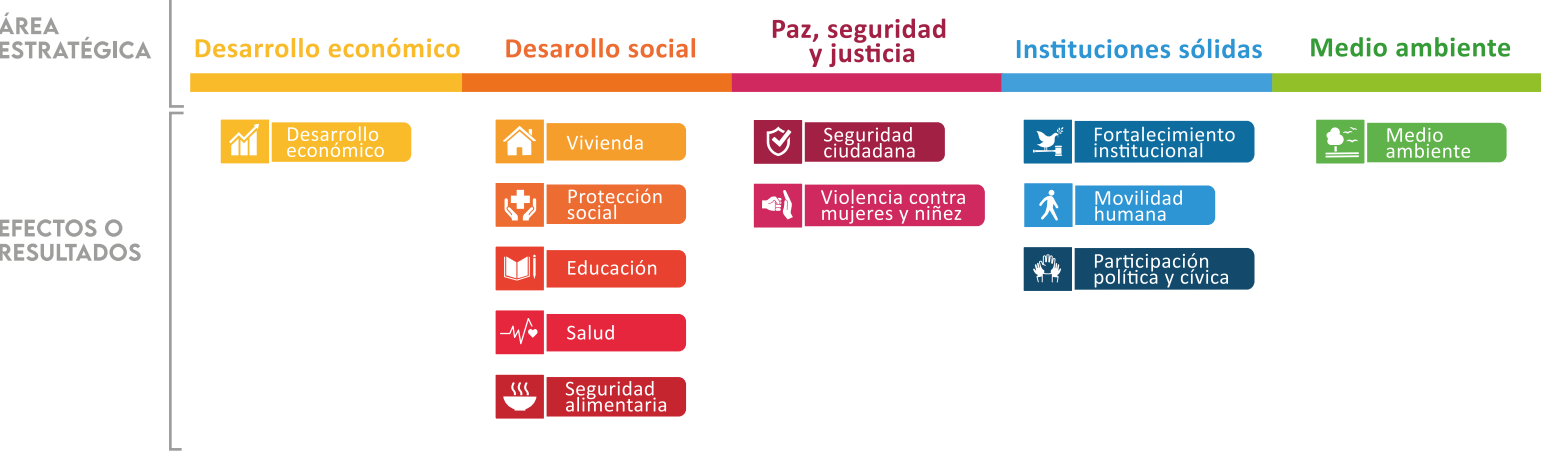 ÁREA
ESTRATÉGICA
Desarrollo económico
Desarollo social
Paz, seguridad
y justicia
Instituciones sólidas
Medio ambiente
EFECTOS O
RESULTADOS
Desarrollo
económico
Vivienda
Protección
social
Educación
Salud
Seguridad
alimentaria
Seguridad
ciudadana
Violencia contra
mujeres y niñez
Fortalecimiento
institucional
Movilidad
humana
Participación
política y cívica
Medio
ambiente